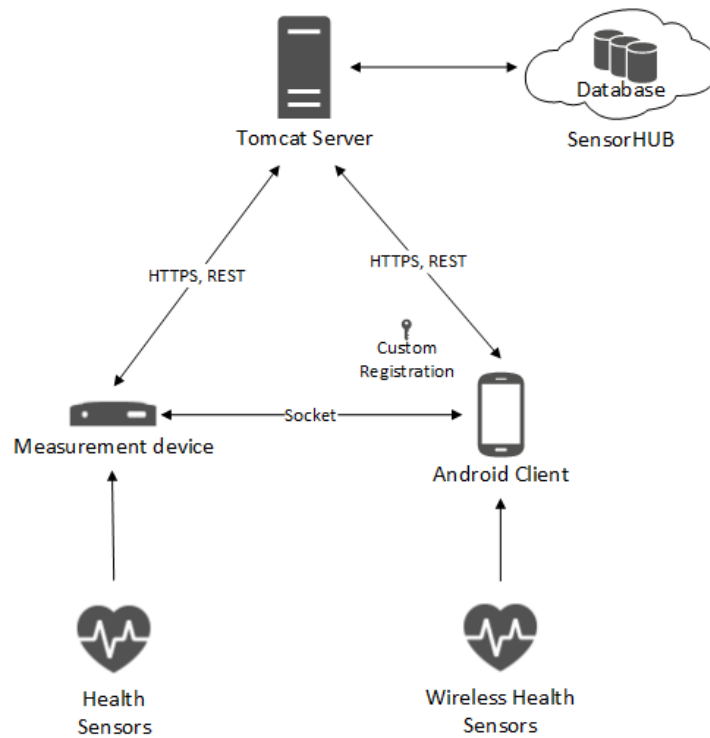 Database
Tomcat Server
SensorHUB
HTTPS, REST
HTTPS, REST
Custom
Registration
Socket
Measurement device
Android Client
Health
Sensors
Wireless Health
Sensors